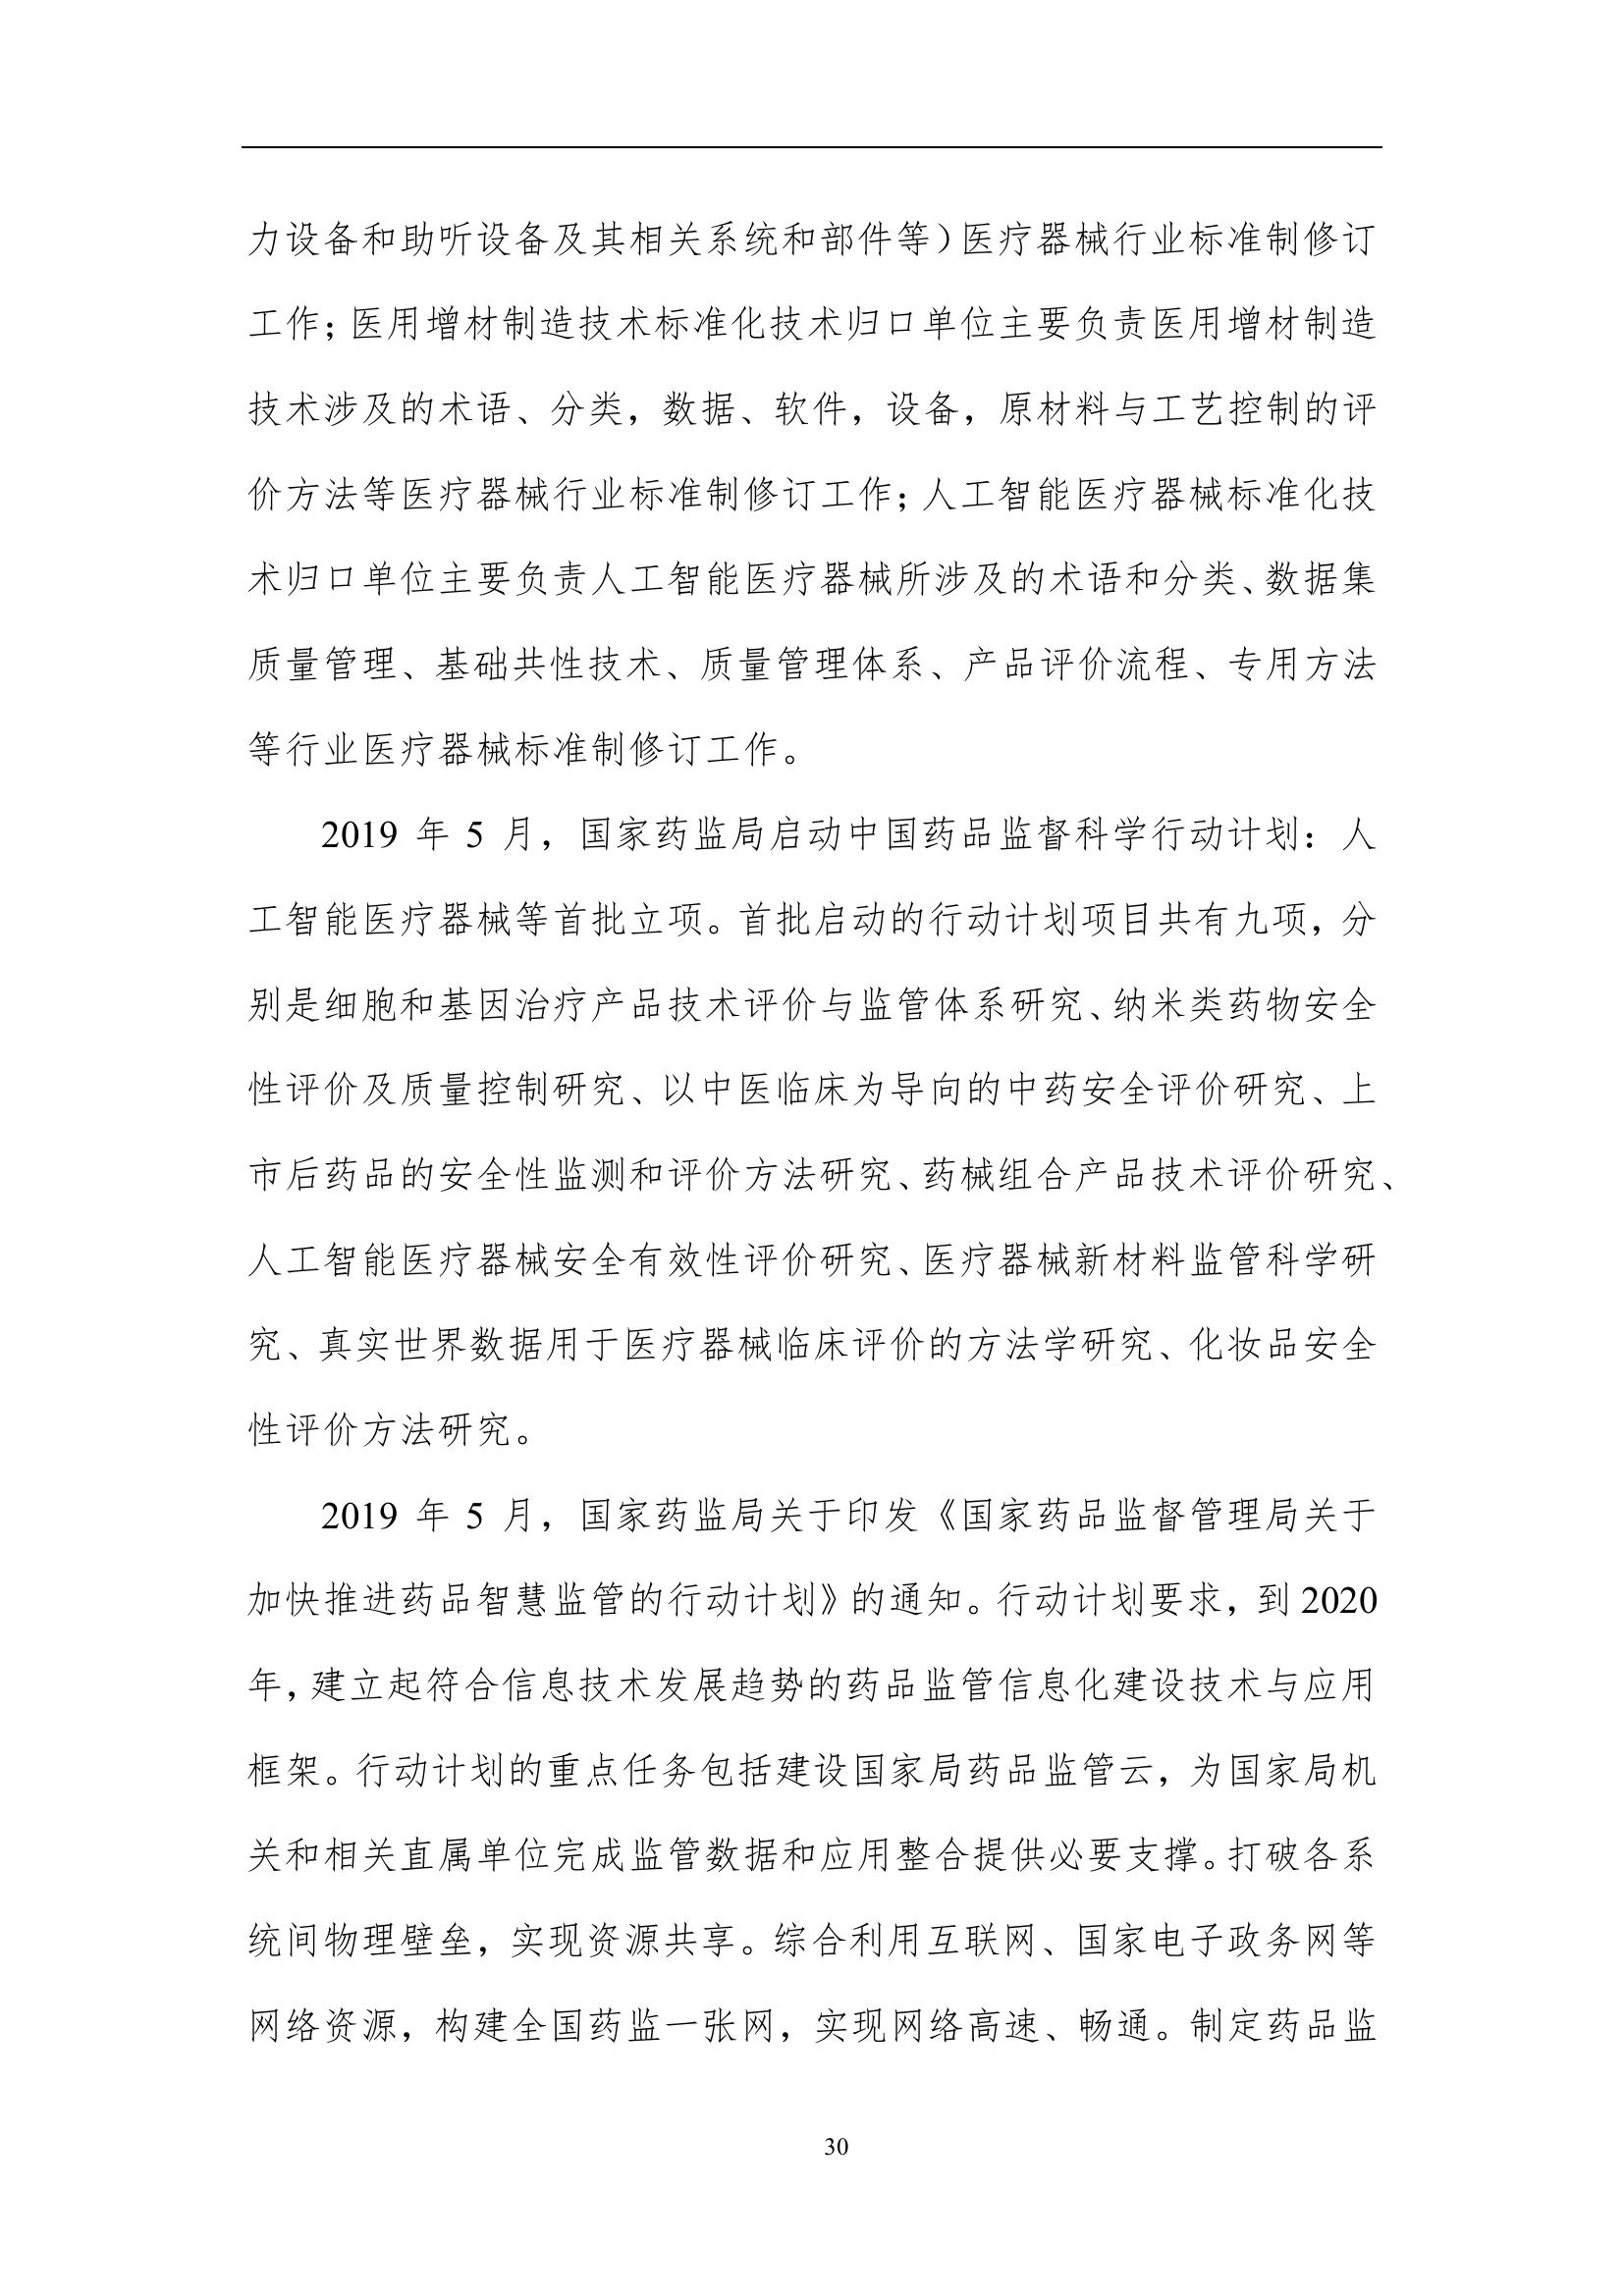 力设备和助听设备及其相关系统和部件等）医疗器械行业标准制修订
工作；医用增材制造技术标准化技术归口单位主要负责医用增材制造
技术涉及的术语、分类，数据、软件，设备，原材料与工艺控制的评
价方法等医疗器械行业标准制修订工作；人工智能医疗器械标准化技
术归口单位主要负责人工智能医疗器械所涉及的术语和分类、数据集
质量管理、基础共性技术、质量管理体系、产品评价流程、专用方法
等行业医疗器械标准制修订工作。
2019 年 5 月，国家药监局启动中国药品监督科学行动计划：人
工智能医疗器械等首批立项。首批启动的行动计划项目共有九项，分
别是细胞和基因治疗产品技术评价与监管体系研究、纳米类药物安全
性评价及质量控制研究、以中医临床为导向的中药安全评价研究、上
市后药品的安全性监测和评价方法研究、药械组合产品技术评价研究、
人工智能医疗器械安全有效性评价研究、医疗器械新材料监管科学研
究、真实世界数据用于医疗器械临床评价的方法学研究、化妆品安全
性评价方法研究。
2019 年 5 月，国家药监局关于印发《国家药品监督管理局关于
加快推进药品智慧监管的行动计划》的通知。行动计划要求，到 2020
年，建立起符合信息技术发展趋势的药品监管信息化建设技术与应用
框架。行动计划的重点任务包括建设国家局药品监管云，为国家局机
关和相关直属单位完成监管数据和应用整合提供必要支撑。打破各系
统间物理壁垒，实现资源共享。综合利用互联网、国家电子政务网等
网络资源，构建全国药监一张网，实现网络高速、畅通。制定药品监
30